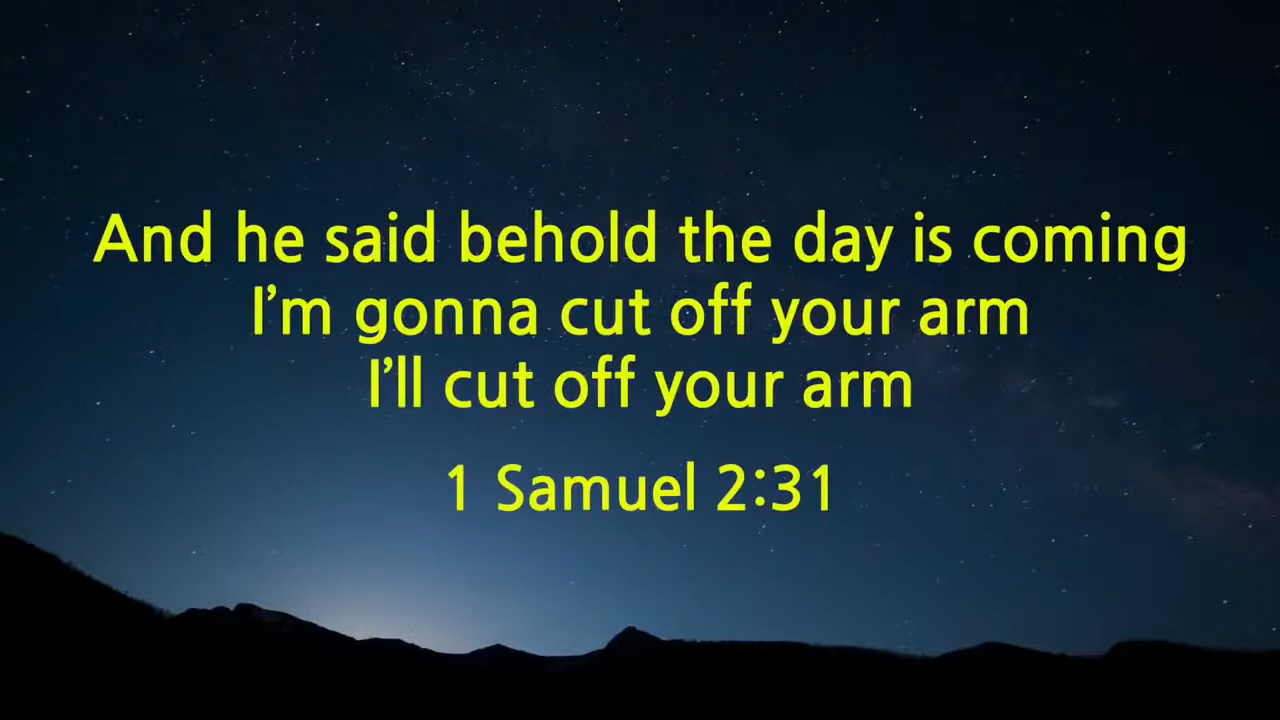 And he said behold the day is coming
I’m gonna cut off your arm
I’ll cut off your arm
1 Samuel 2:31